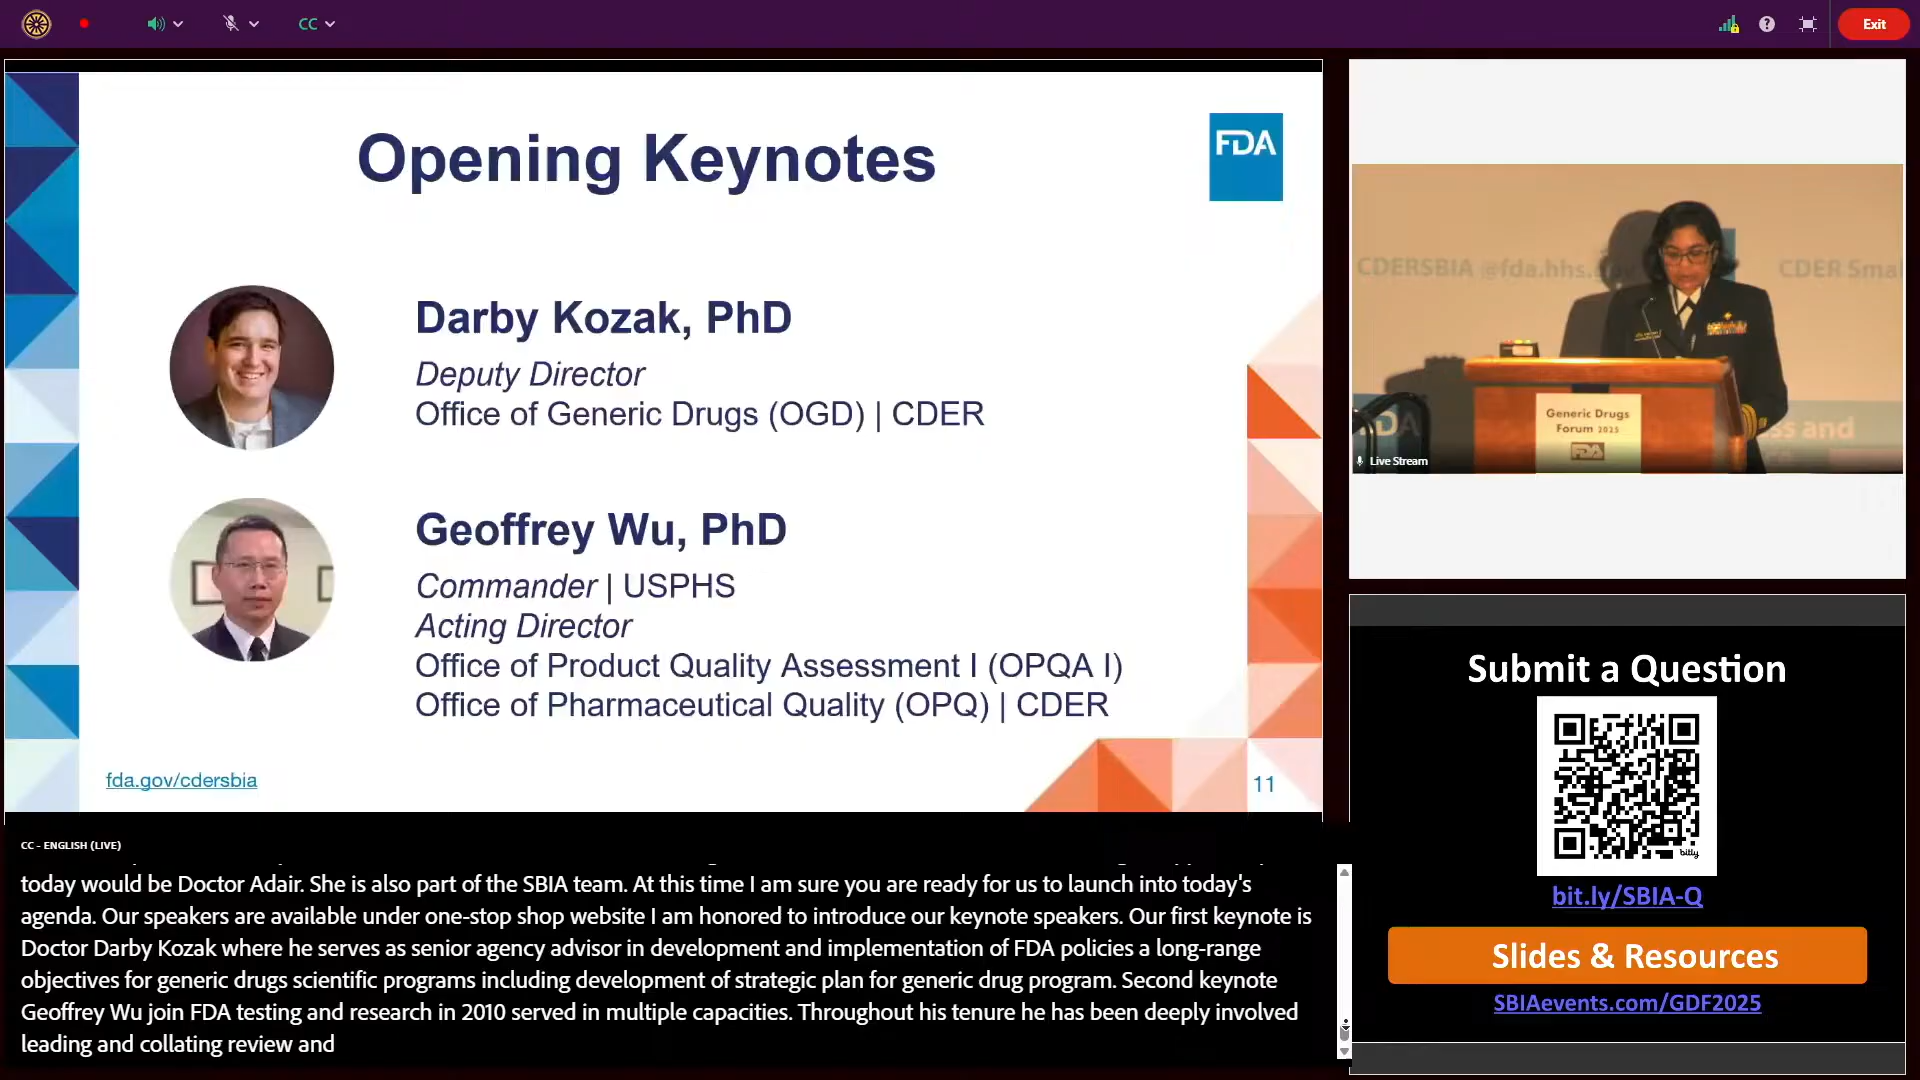 CC
Exit
Opening Keynotes
FDA
Darby Kozak, PhD
Deputy Director
Office of Generic Drugs (OGD) | CDER
Geoffrey Wu, PhD
Commander | USPHS
Acting Director
Office of Product Quality Assessment I (OPQA I)
Office of Pharmaceutical Quality (OPQ) | CDER
fda.gov/cdersbia
11
CDERSBIA @fda.hhs.gov
CDER Smal
Generic Drugs
Forum 2025
FDA
ss and
Live Stream
Submit a Question
bitly
bit.ly/SBIA-Q
Slides & Resources
SBIAevents.com/GDF2025
CC - ENGLISH (LIVE)
today would be Doctor Adair. She is also part of the SBIA team. At this time I am sure you are ready for us to launch into today's
agenda. Our speakers are available under one-stop shop website I am honored to introduce our keynote speakers. Our first keynote is
Doctor Darby Kozak where he serves as senior agency advisor in development and implementation of FDA policies a long-range
objectives for generic drugs scientific programs including development of strategic plan for generic drug program. Second keynote
Geoffrey Wu join FDA testing and research in 2010 served in multiple capacities. Throughout his tenure he has been deeply involved
leading and collating review and